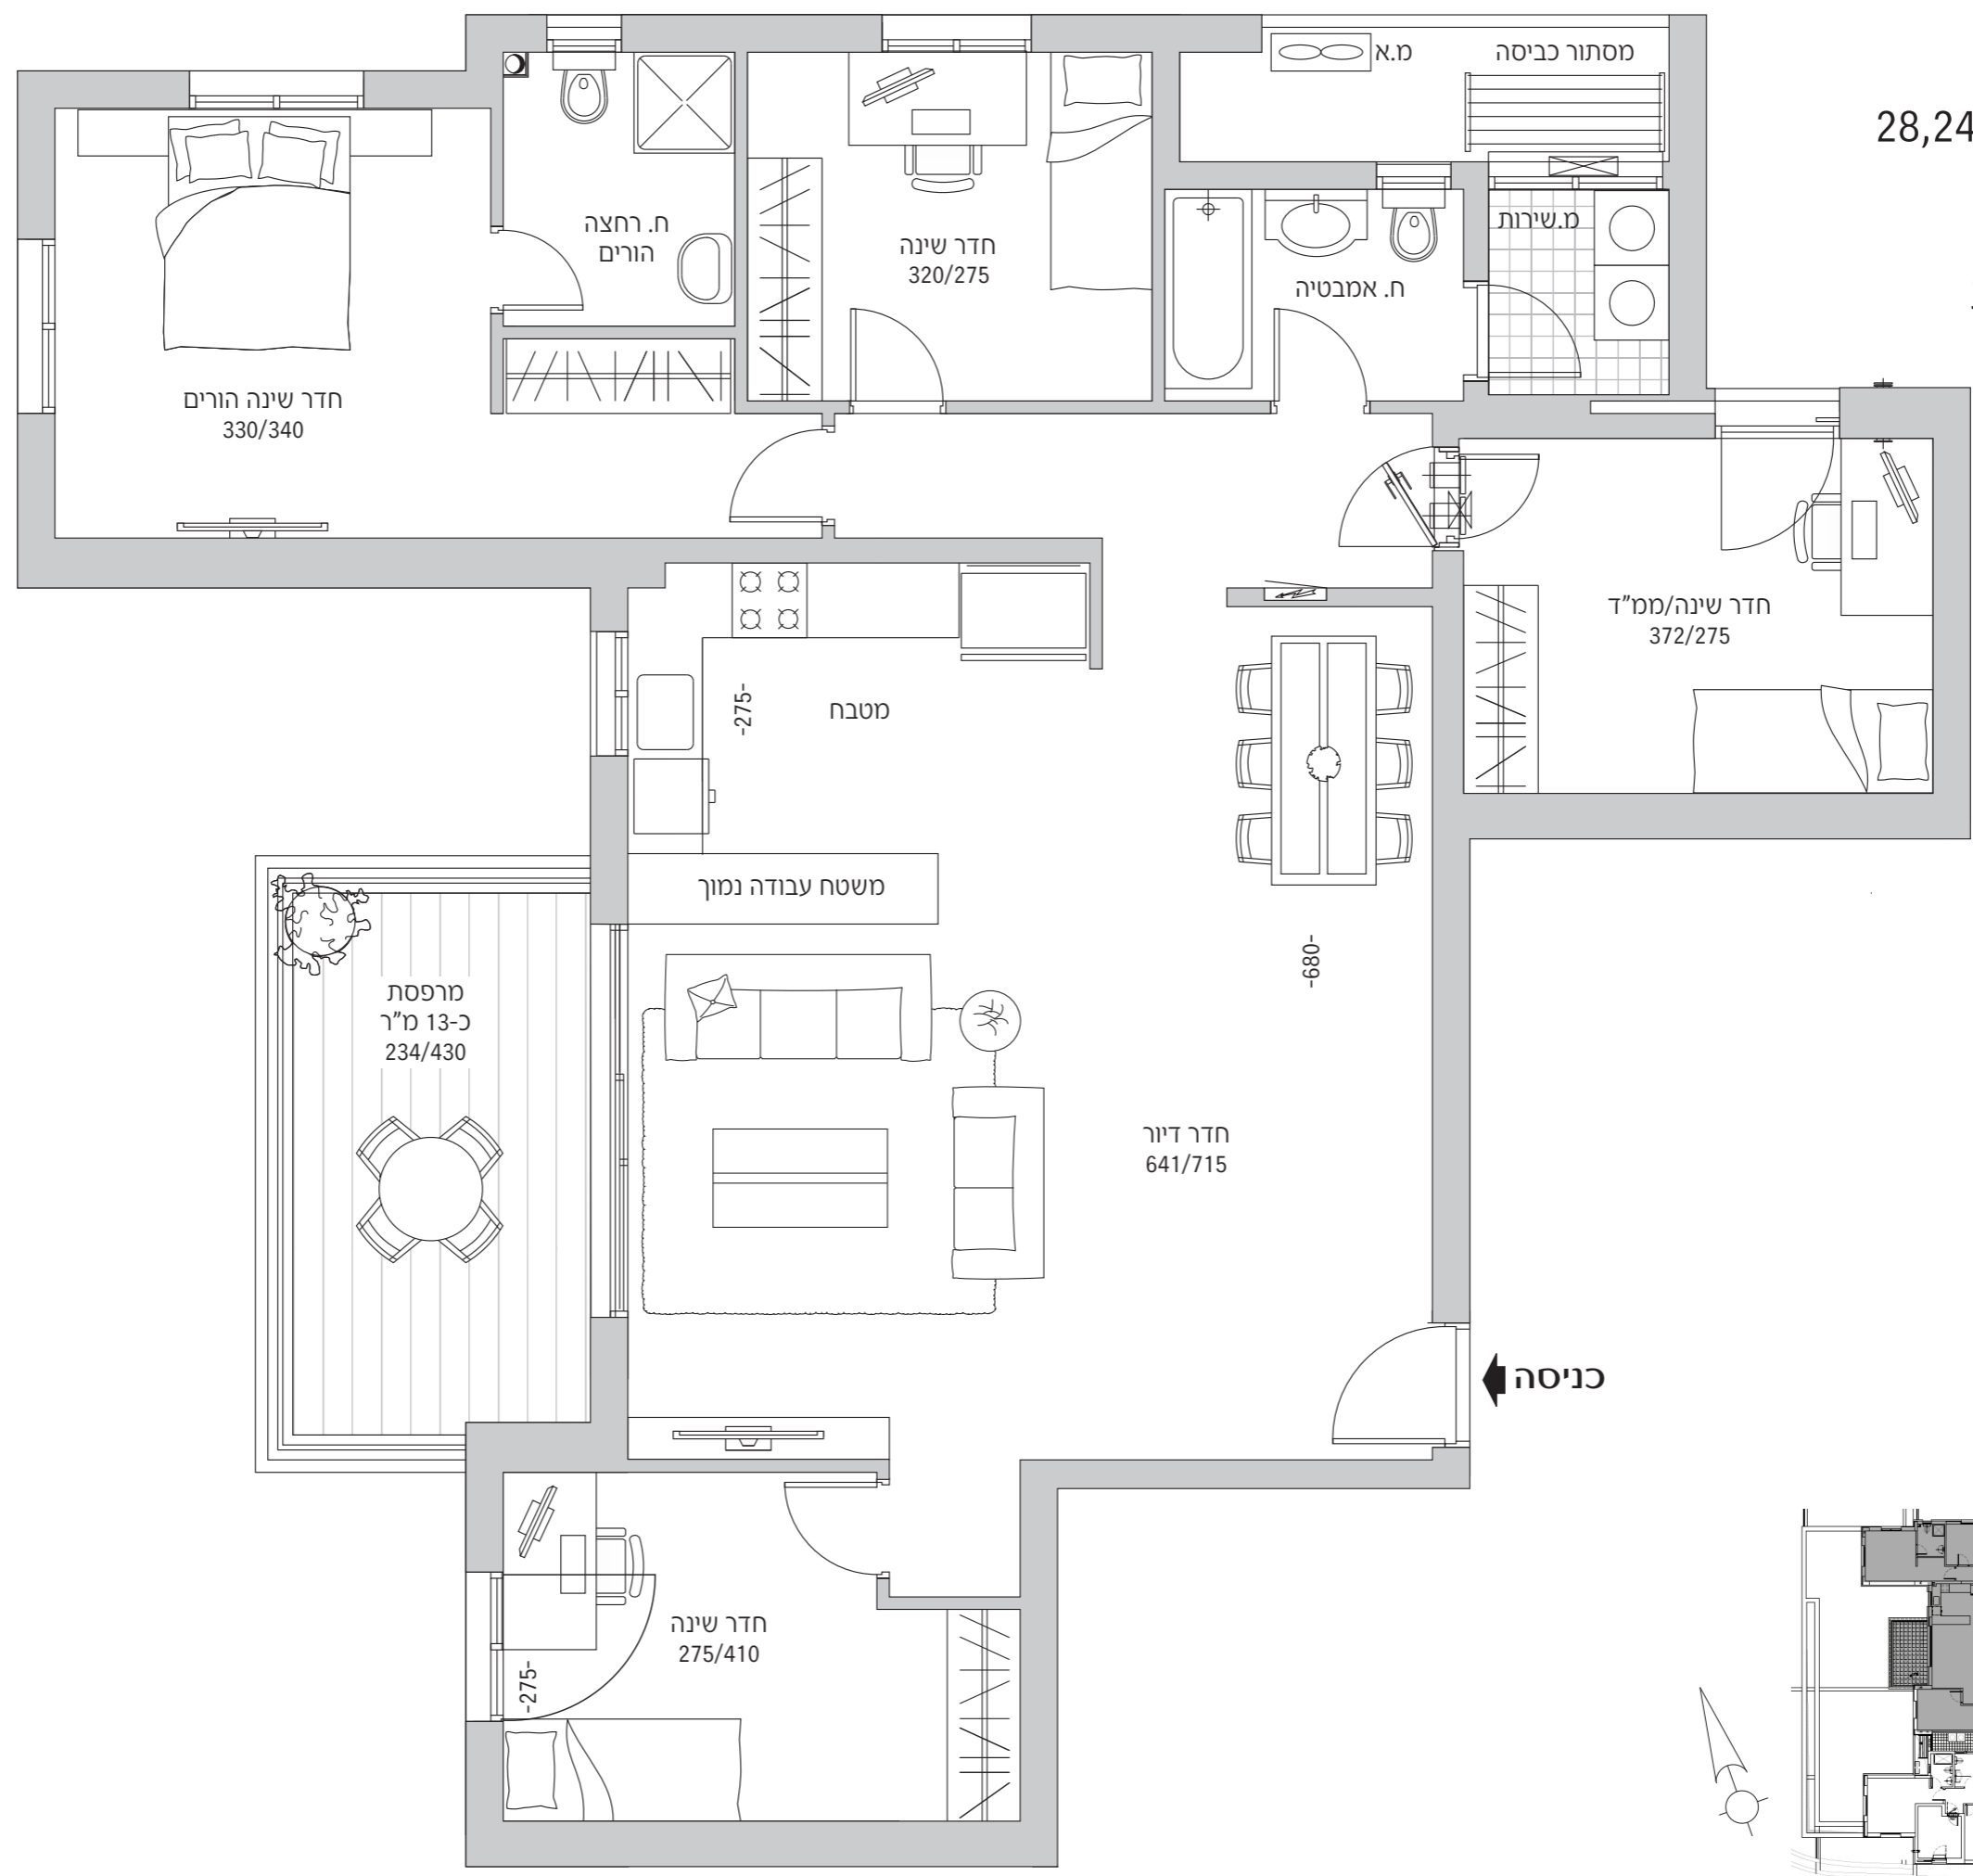 מסתור כביסה
מ.א
28,24
מ.שירות
ח. רחצה
הורים
חדר שינה
320/275
ח. אמבטיה
חדר שינה הורים
330/340
חדר שינה/ממ״ד
372/275
-275-
מטבח
משטח עבודה נמוך
-680-
מרפסת
כ-13 מ״ר
234/430
חדר דיור
641/715
כניסה
חדר שינה
275/410
-275-